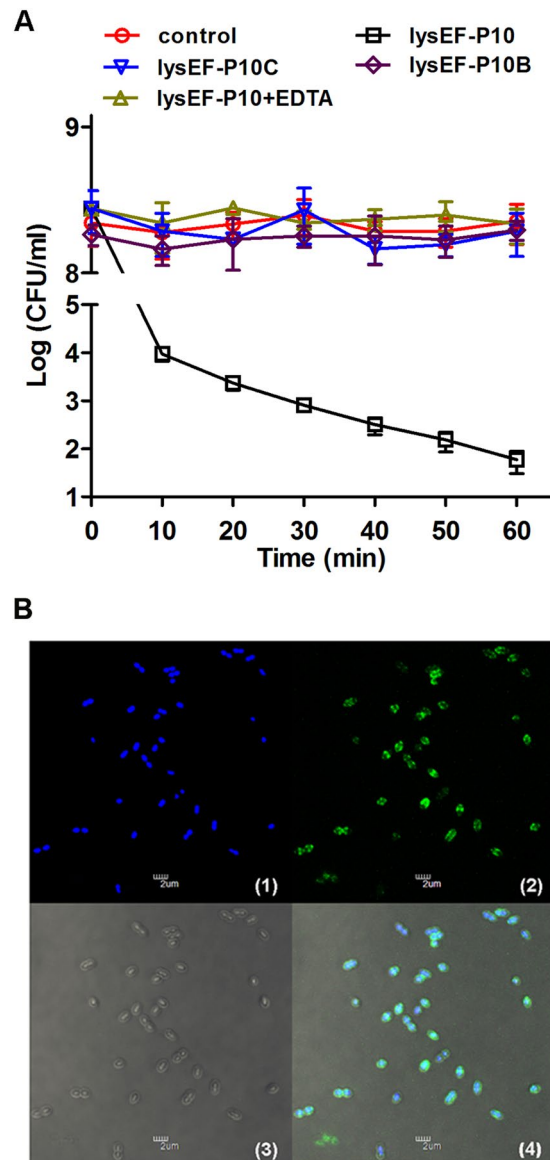 A
control
lysEF-P10
lysEF-P10C
lysEF-P10B
lysEF-P10+EDTA
9
8
5
4
3
2
1
Log (CFU/ml)
0 10 20 30 40 50 60
Time (min)
B
2um
(1)
2um
(2)
2um
(3)
2um
(4)